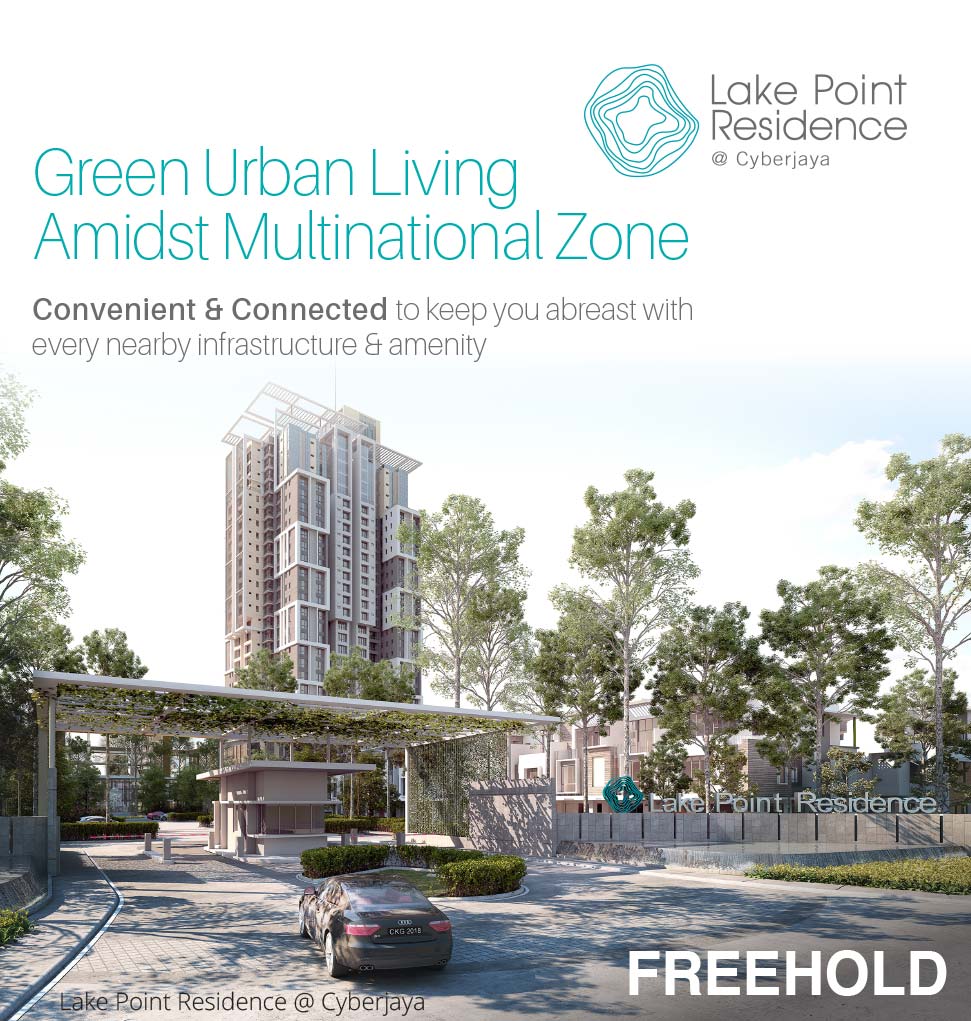 Lake Point
Residence
@ Cyberjaya
Green Urban Living
Amidst Multinational Zone
Convenient & Connected to keep you abreast with
every nearby infrastructure & amenity
Lake Point Residence
CKG 2018
FREEHOLD
Lake Point Residence @ Cyberjaya